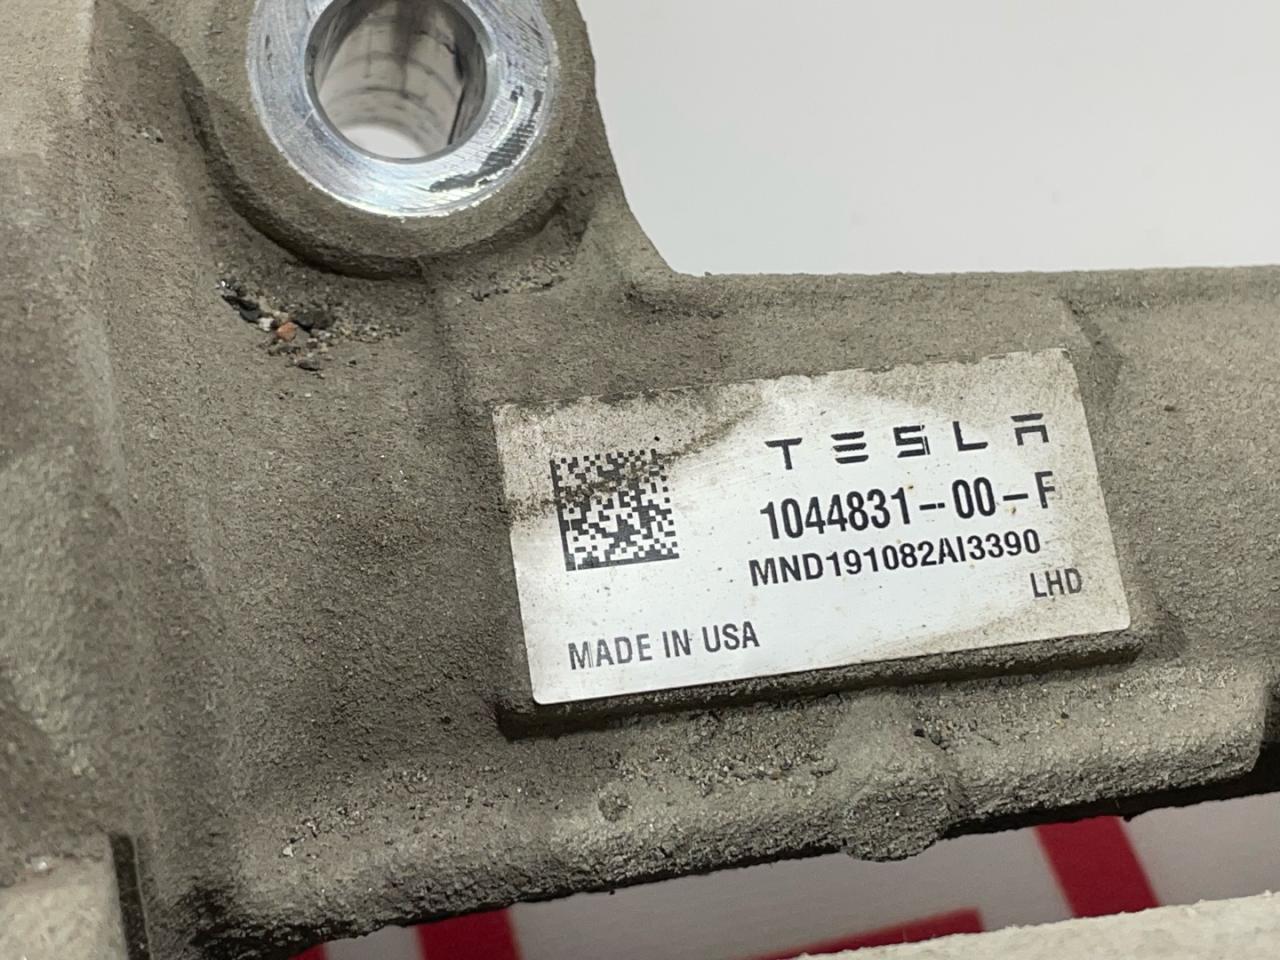 TESLA
1044831-00-F
MND191082AI3390
LHD
MADE IN USA